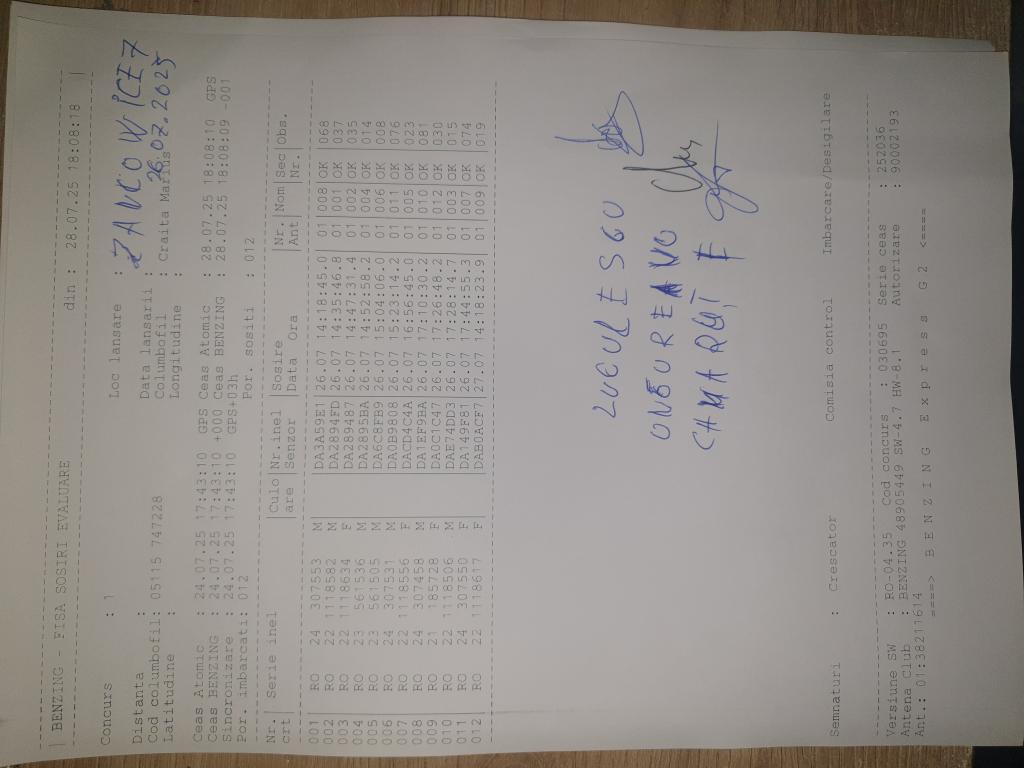 | BENZING - FISA SOSIRI EVALUARE din : 28.07.25 18:08:18 |
Concurs : 1 Loc lansare : ZANKOWICE 7
Distanta : Data lansarii : 26.07.2025
Cod columbofil: 05115 747228 Columbofil : Craita Marius
Latitudine : Longitudine :
Ceas Atomic : 24.07.25 17:43:10 GPS Ceas Atomic : 28.07.25 18:08:10 GPS
Ceas BENZING : 24.07.25 17:43:10 +000 Ceas BENZING : 28.07.25 18:08:09 -001
Sincronizare : 24.07.25 17:43:10 GPS+03h
Por. imbarcati: 012 Por. sositi : 012
Nr.| Serie inel |Culo|Nr.inel |Sosire |Nr.|Nom|Sec|Obs.
crt| |are |Senzor |Data Ora |Ant| |Nr.|
001| RO 24 307553 M |DA3A59E1|26.07 14:18:45.0| 01|008|OK |068
002| RO 22 1118582 M |DA2894FD|26.07 14:35:46.8| 01|001|OK |037
003| RO 22 1118634 F |DA289487|26.07 14:47:31.4| 01|002|OK |035
004| RO 23 561536 M |DA2895BA|26.07 14:52:58.2| 01|004|OK |014
005| RO 23 561505 M |DA6C8FB9|26.07 15:04:06.0| 01|006|OK |008
006| RO 24 307531 M |DA0B9808|26.07 15:23:14.2| 01|011|OK |076
007| RO 22 1118556 F |DACD4C4A|26.07 16:56:45.0| 01|005|OK |023
008| RO 24 307458 M |DA1EF9BA|26.07 17:10:30.2| 01|010|OK |081
009| RO 21 185728 F |DA0C1C47|26.07 17:26:48.2| 01|012|OK |030
010| RO 22 1118506 M |DAE74DD3|26.07 17:28:14.7| 01|003|OK |015
011| RO 24 307550 F |DA149F81|26.07 17:44:55.3| 01|007|OK |074
012| RO 22 1118617 F |DAB0ACF1|27.07 14:18:23.9| 01|009|OK |019
ONBUREANO
Semnaturi : Crescator Comisia control Imbarcare/Desigilare
Versiune SW : RO-04.35 Cod concurs : 030695 Serie ceas : 252036
Antena Club : BENZING 48905449 SW-4.7 HW-8.1 Autorizare : 90002193
Ant.: 01:38211614
====> B E N Z I N G E x p r e s s G 2 <====